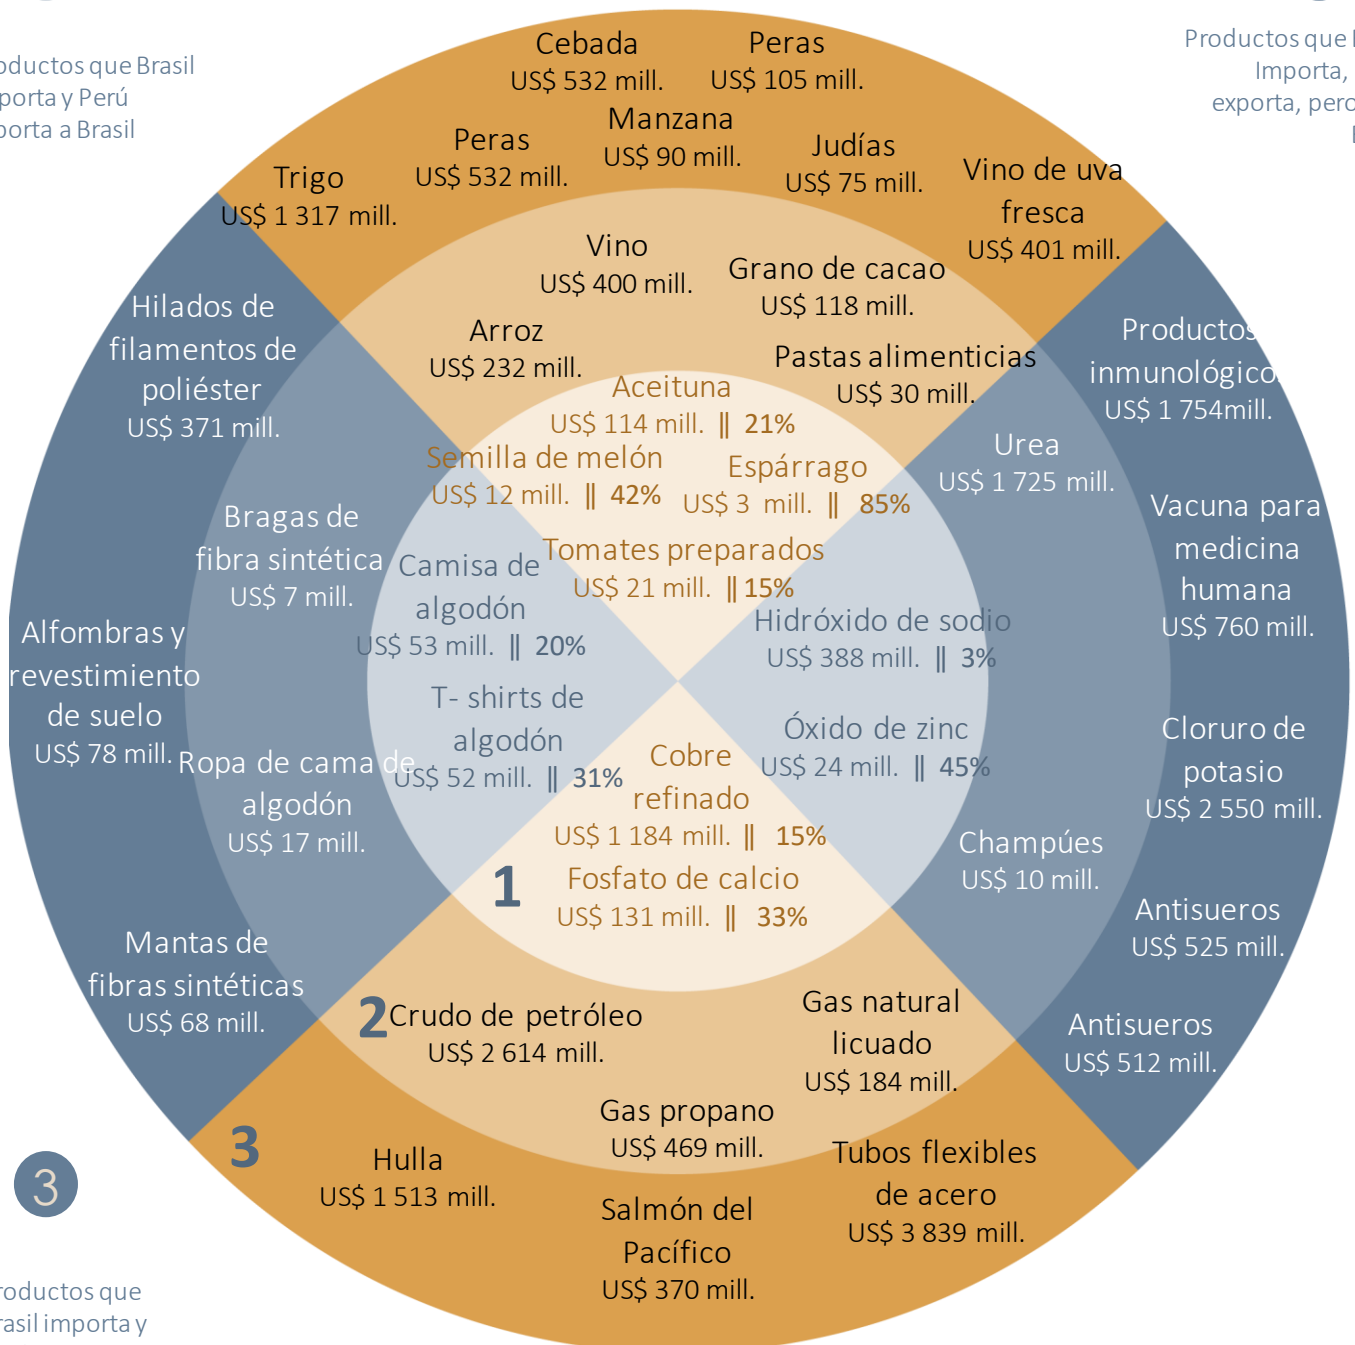 Productos que
Importa,
exporta, pero
oductos que Brasil
porta y Perú
porta a Brasil
Cebada
US$ 532 mill.
Peras
US$ 105 mill.
Peras
US$ 532 mill.
Manzana
US$ 90 mill.
Judías
US$ 75 mill.
Trigo
US$ 1 317 mill.
Vino de uva
fresca
US$ 401 mill.
Vino
US$ 400 mill.
Grano de cacao
US$ 118 mill.
Arroz
US$ 232 mill.
Pastas alimenticias
US$ 30 mill.
Aceituna
US$ 114 mill. || 21%
Semilla de melón
US$ 12 mill. || 42%
Espárrago
US$ 3 mill. || 85%
Tomates preparados
US$ 21 mill. || 15%
Hilados de
filamentos de
poliéster
US$ 371 mill.
Bragas de
fibra sintética
US$ 7 mill.
Camisa de
algodón
US$ 53 mill. || 20%
Alfombras y
revestimiento
de suelo
US$ 78 mill.
T- shirts de
algodón
US$ 52 mill. || 31%
Ropa de cama de
algodón
US$ 17 mill.
Mantas de
fibras sintéticas
US$ 68 mill.
Productos
inmunológico
US$ 1 754mill.
Urea
US$ 1 725 mill.
Vacuna para
medicina
humana
US$ 760 mill.
Hidróxido de sodio
US$ 388 mill. || 3%
Óxido de zinc
US$ 24 mill. || 45%
Cloruro de
potasio
US$ 2 550 mill.
Champúes
US$ 10 mill.
Antisueros
US$ 525 mill.
Antisueros
US$ 512 mill.
Cobre
refinado
US$ 1 184 mill. || 15%
1
Fosfato de calcio
US$ 131 mill. || 33%
2
Crudo de petróleo
US$ 2 614 mill.
Gas natural
licuado
US$ 184 mill.
Gas propano
US$ 469 mill.
3
Hulla
US$ 1 513 mill.
Salmón del
Pacífico
US$ 370 mill.
Tubos flexibles
de acero
US$ 3 839 mill.
3
roductos que
rasil importa y